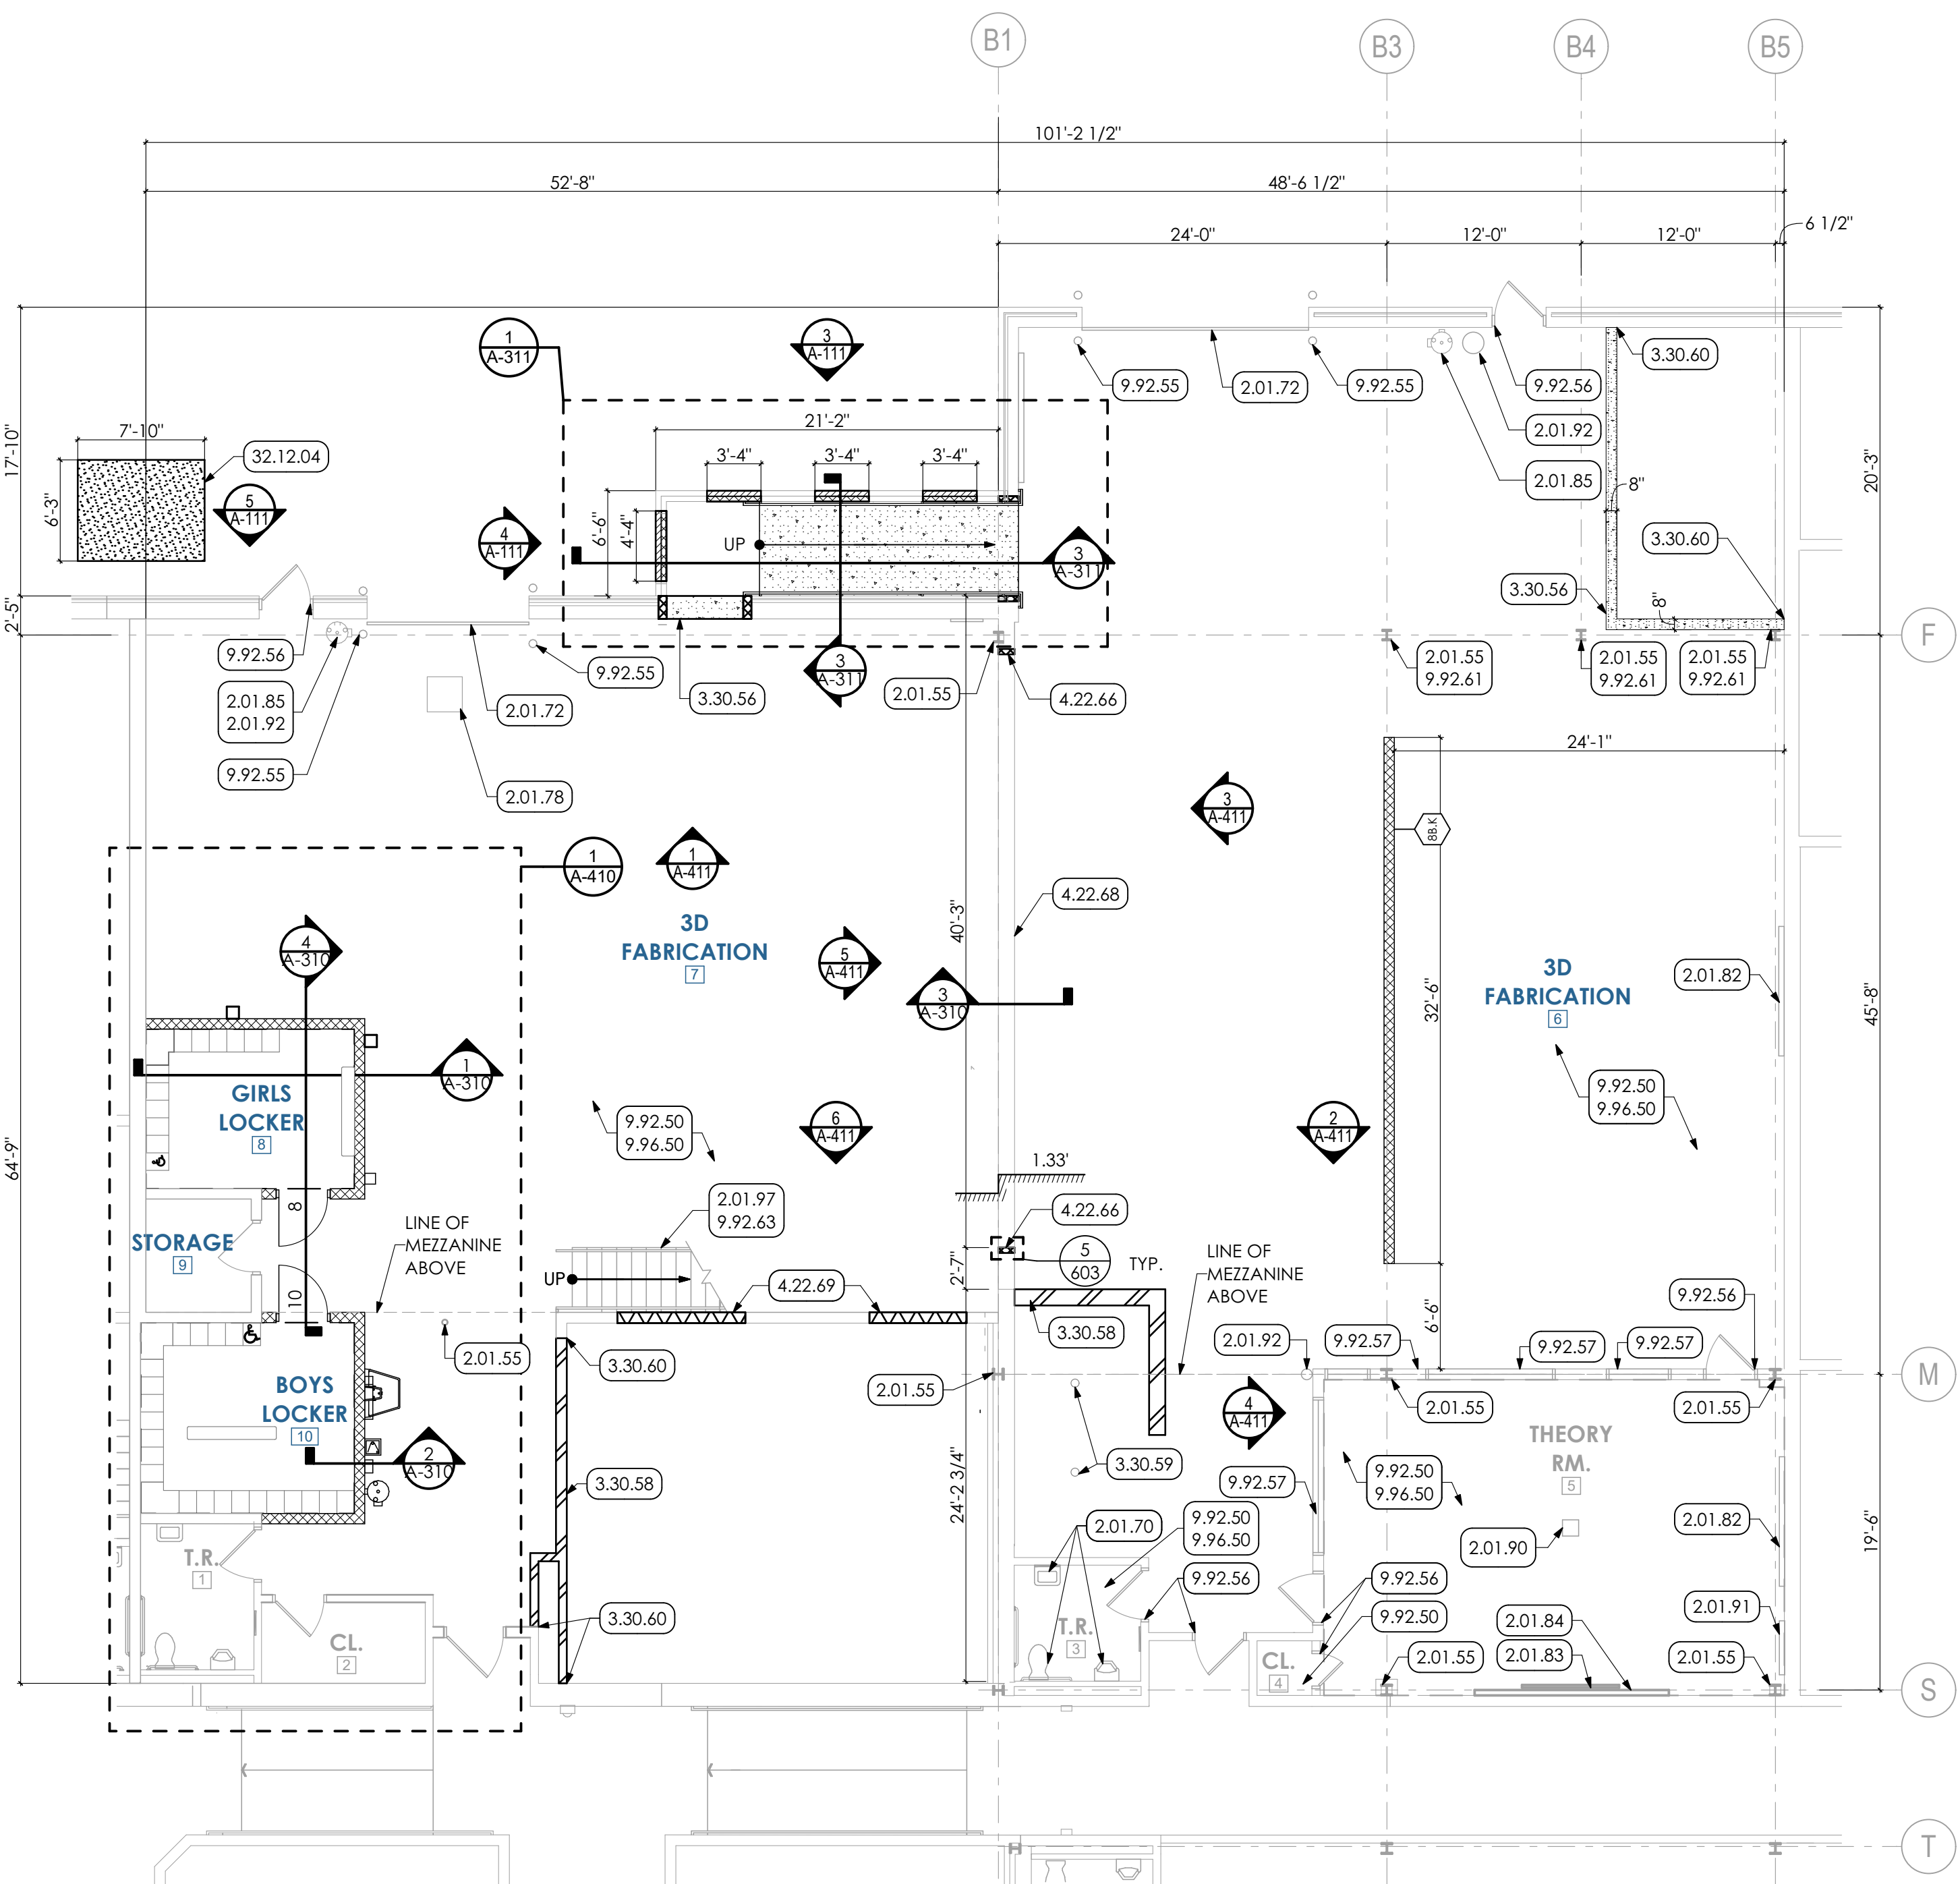 B1
B3
B4
B5
101'-2 1/2"
52'-8"
48'-6 1/2"
24'-0"
12'-0"
12'-0"
6 1/2"
1
A-311
3
A-111
3.30.60
9.92.55
2.01.72
9.92.55
9.92.56
7'-10"
21'-2"
2.01.92
17'-10"
32.12.04
3'-4"
3'-4"
3'-4"
2.01.85
8"
20'-3"
6'-3"
5
A-111
6'-6"
4'-4"
4
A-111
UP
3
A-311
3.30.60
3.30.56
8"
2'-5"
F
9.92.56
9.92.55
3
A-311
2.01.55
4.22.66
2.01.55
9.92.61
2.01.55
9.92.61
2.01.55
9.92.61
2.01.85
2.01.92
2.01.72
3.30.56
9.92.55
2.01.78
24'-1"
3
A-411
8B.K
1
A-410
1
A-411
4.22.68
40'-3"
3D
FABRICATION
7
4
A-310
5
A-411
3
A-310
3D
FABRICATION
6
2.01.82
32'-6"
45'-8"
1
A-310
GIRLS
LOCKER
8
9.92.50
9.96.50
6
A-411
2
A-411
9.92.50
9.96.50
64'-9"
1.33'
8
2.01.97
9.92.63
4.22.66
STORAGE
9
LINE OF
MEZZANINE
ABOVE
5
603
TYP.
LINE OF
MEZZANINE
ABOVE
2'-7"
UP
4.22.69
10
9.92.56
6'-6"
3.30.58
2.01.92
9.92.57
9.92.57
9.92.57
2.01.55
3.30.60
M
BOYS
LOCKER
10
2.01.55
4
A-411
2.01.55
2.01.55
THEORY
RM.
5
2
A-310
3.30.58
3.30.59
9.92.57
9.92.50
9.96.50
24'-2 3/4"
2.01.70
9.92.50
9.96.50
2.01.90
2.01.82
19'-6"
T.R.
1
9.92.56
9.92.56
9.92.50
2.01.84
2.01.83
2.01.91
3.30.60
T.R.
3
CL.
2
CL.
4
2.01.55
2.01.55
S
T